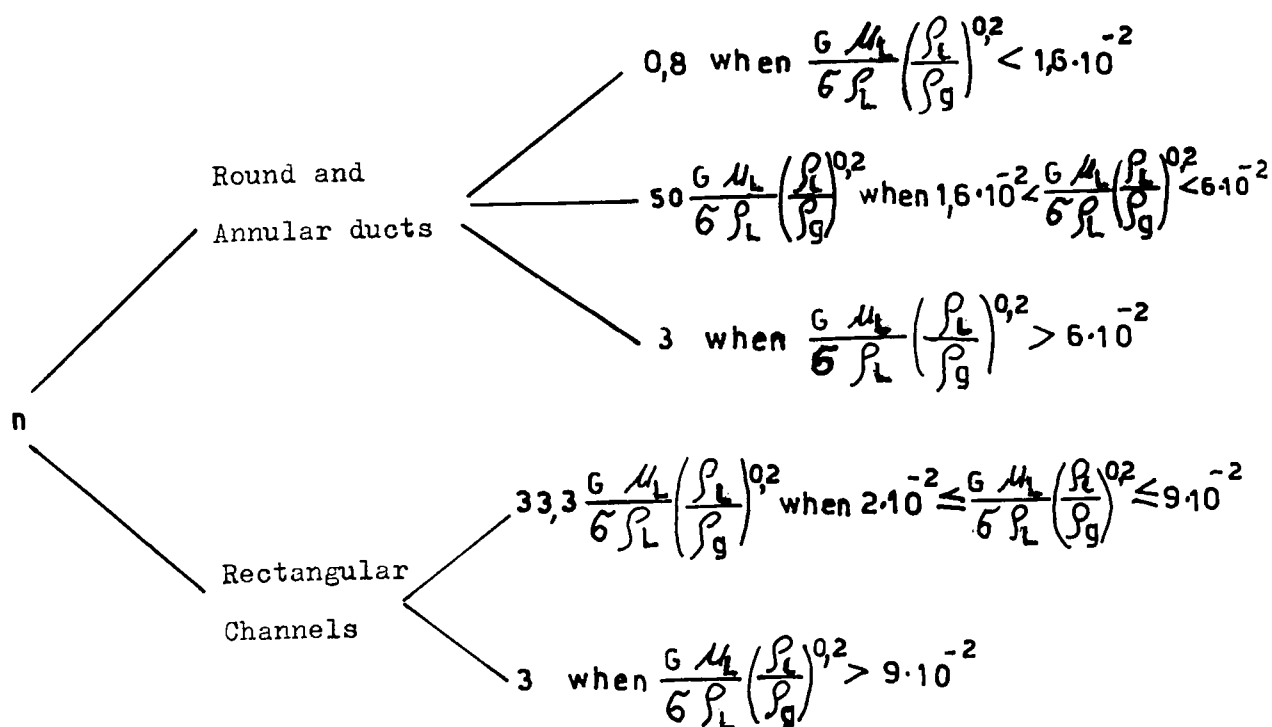 0,8 when G μL / σ ρL (ρL / ρg)^0,2 < 1,6·10^-2
Round and
Annular ducts
50 G μL / σ ρL (ρL / ρg)^0,2 when 1,6·10^-2 < G μL / σ ρL (ρL / ρg)^0,2 < 6·10^-2
3 when G μL / σ ρL (ρL / ρg)^0,2 > 6·10^-2
n
33,3 G μL / σ ρL (ρL / ρg)^0,2 when 2·10^-2 ≤ G μL / σ ρL (ρL / ρg)^0,2 ≤ 9·10^-2
Rectangular
Channels
3 when G μL / σ ρL (ρL / ρg)^0,2 > 9·10^-2